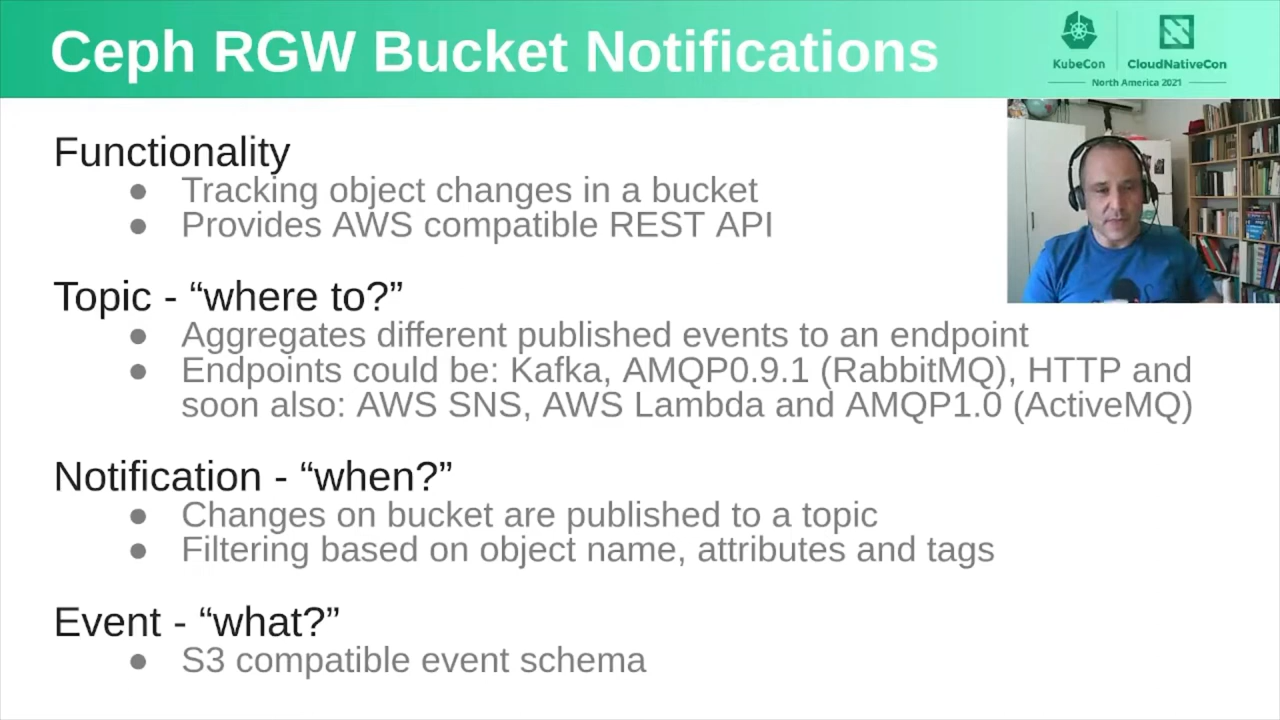 Ceph RGW Bucket Notifications
KubeCon
CloudNativeCon
North America 2021
Functionality
● Tracking object changes in a bucket
● Provides AWS compatible REST API
Topic - “where to?”
● Aggregates different published events to an endpoint
● Endpoints could be: Kafka, AMQP0.9.1 (RabbitMQ), HTTP and
soon also: AWS SNS, AWS Lambda and AMQP1.0 (ActiveMQ)
Notification - “when?”
● Changes on bucket are published to a topic
● Filtering based on object name, attributes and tags
Event - “what?”
● S3 compatible event schema